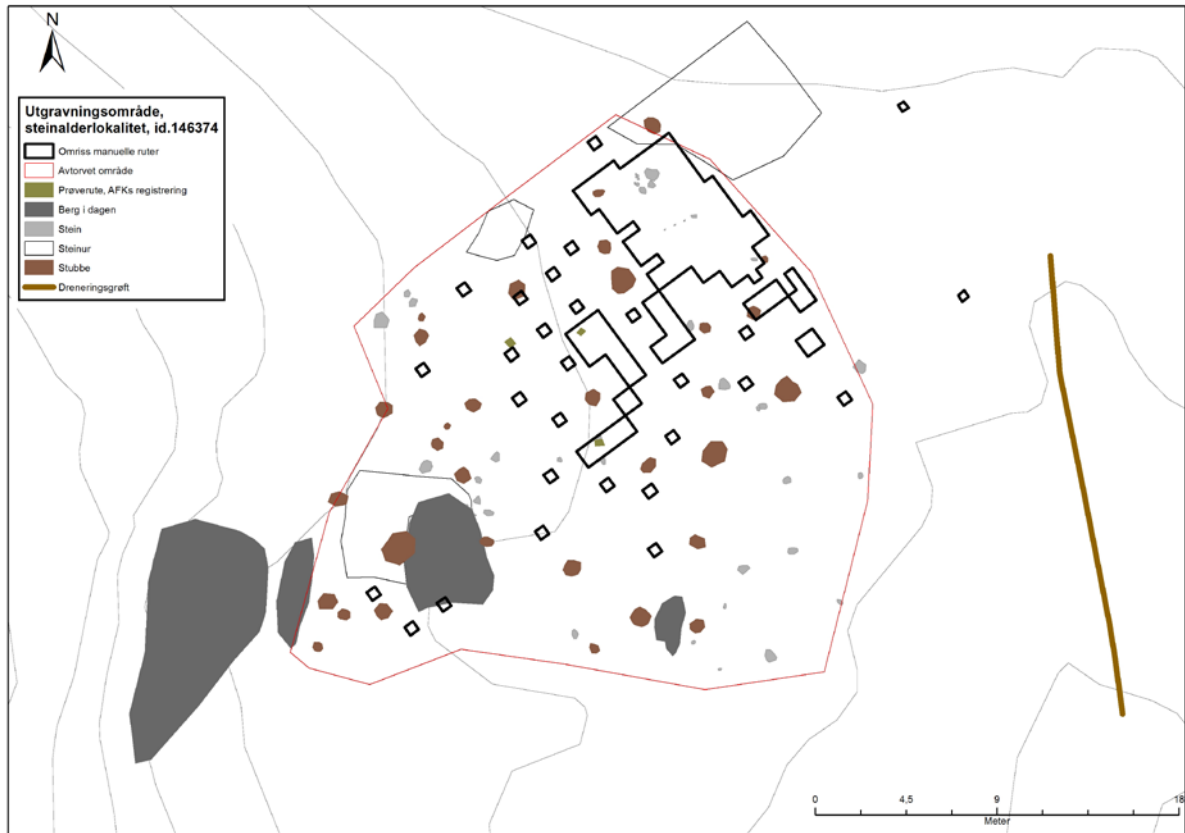 N
Utgravningsområde,
steinalderlokalitet, id.146374
Omriss manuelle ruter
Avtorvet område
Prøverute, AFKs registrering
Berg i dagen
Stein
Steinur
Stubbe
Dreneringsgrøft
0 4,5 9 18
Meter